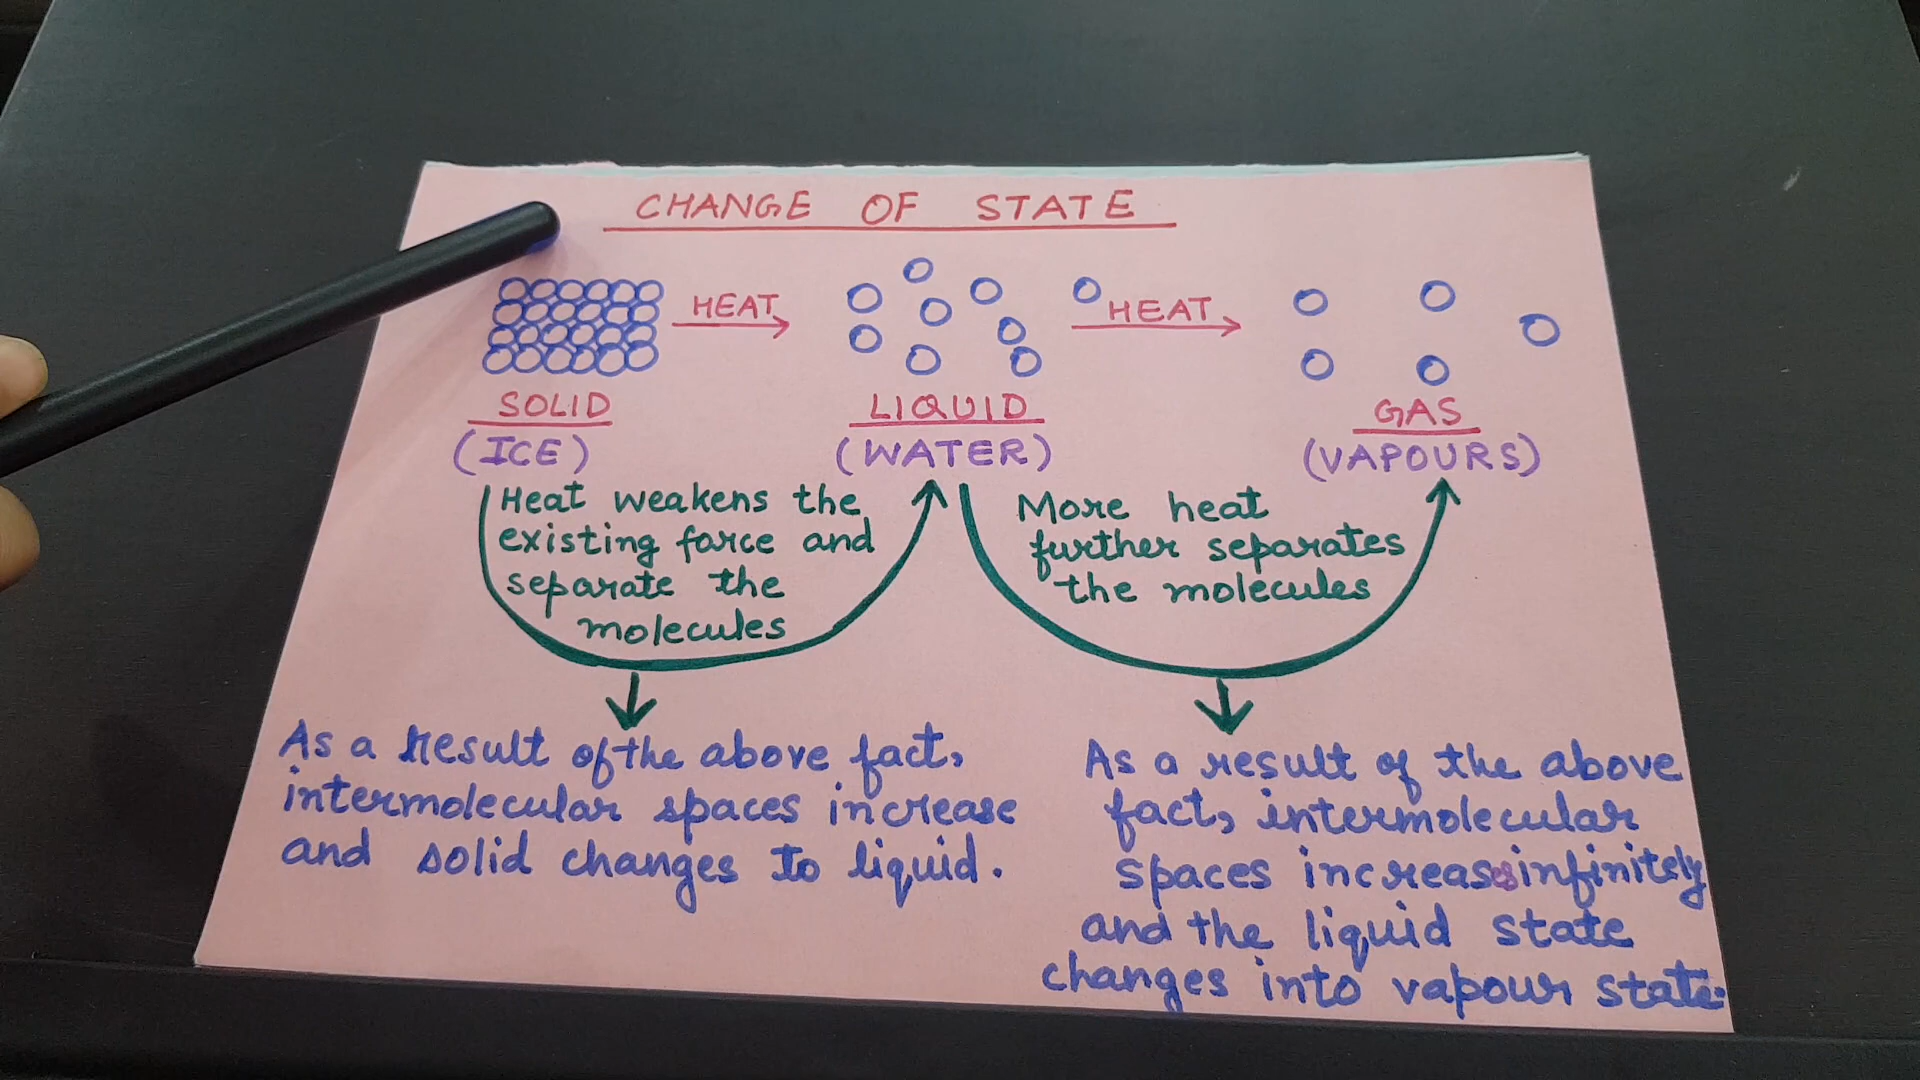 CHANGE OF STATE
HEAT
HEAT
SOLID
LIQUID
GAS
(ICE)
(WATER)
(VAPOURS)
Heat weakens the
existing force and
separate the
molecules
More heat
further separates
the molecules
As a result of the above fact,
intermolecular spaces increase
and solid changes to liquid.
As a result of the above
fact, intermolecular
spaces increases infinitely
and the liquid state
changes into vapour state.